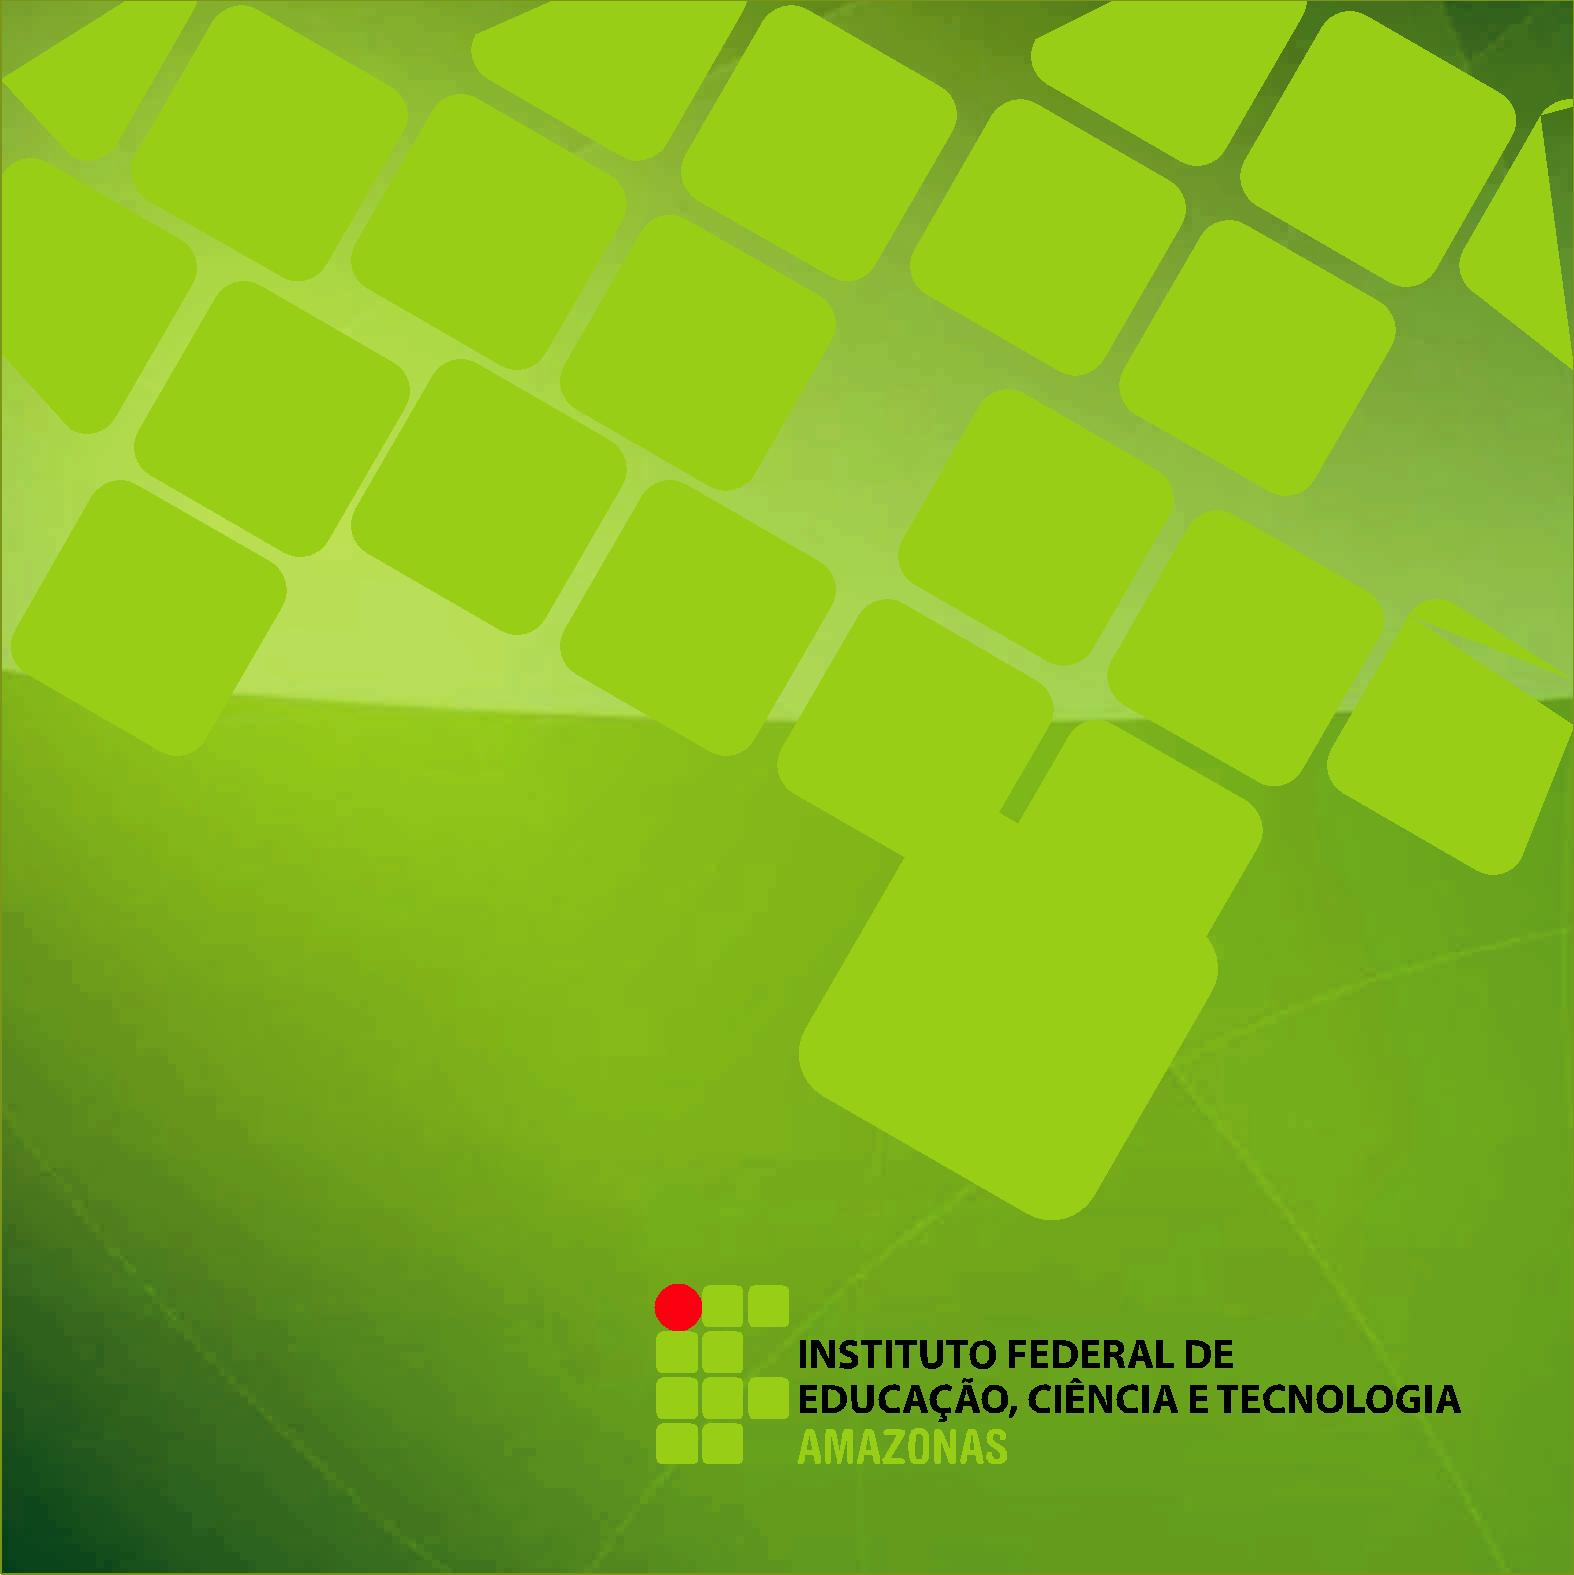 INSTITUTO FEDERAL DE
EDUCAÇÃO, CIÊNCIA E TECNOLOGIA
AMAZONAS